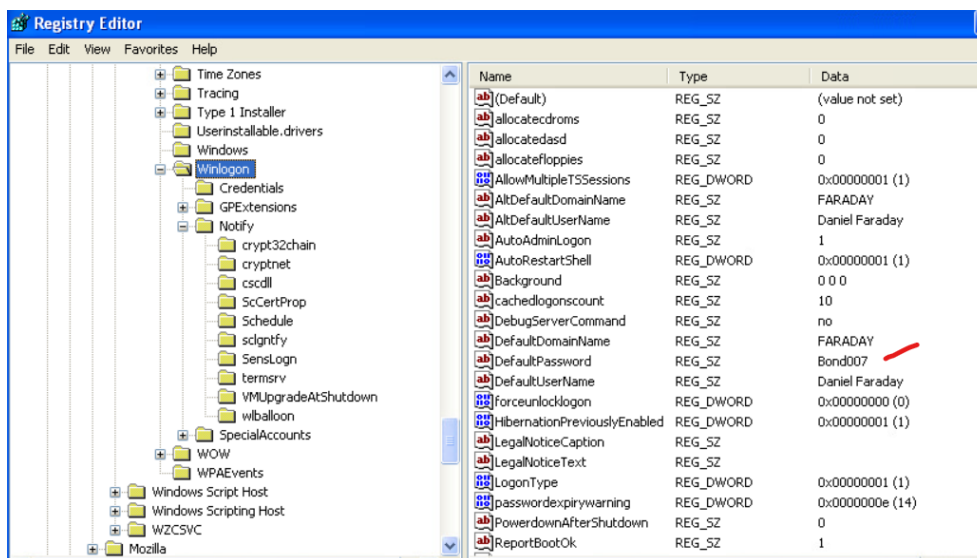 Registry Editor
File Edit View Favorites Help
Time Zones
Tracing
Type 1 Installer
Userinstallable.drivers
Windows
Winlogon
Credentials
GPExtensions
Notify
crypt32chain
cryptnet
cscdll
ScCertProp
Schedule
sclgntfy
SensLogn
termsrv
VMUpgradeAtShutdown
wlballoon
SpecialAccounts
WOW
WPAEvents
Windows Script Host
Windows Scripting Host
WZCSVC
Mozilla
Name Type Data
(Default) REG_SZ (value not set)
allocatecdroms REG_SZ 0
allocatedasd REG_SZ 0
allocatefloppies REG_SZ 0
AllowMultipleTSSessions REG_DWORD 0x00000001 (1)
AltDefaultDomainName REG_SZ FARADAY
AltDefaultUserName REG_SZ Daniel Faraday
AutoAdminLogon REG_SZ 1
AutoRestartShell REG_DWORD 0x00000001 (1)
Background REG_SZ 0 0 0
cachedlogonscount REG_SZ 10
DebugServerCommand REG_SZ no
DefaultDomainName REG_SZ FARADAY
DefaultPassword REG_SZ Bond007
DefaultUserName REG_SZ Daniel Faraday
forceunlocklogon REG_DWORD 0x00000000 (0)
HibernationPreviouslyEnabled REG_DWORD 0x00000001 (1)
LegalNoticeCaption REG_SZ
LegalNoticeText REG_SZ
LogonType REG_DWORD 0x00000001 (1)
passwordexpirywarning REG_DWORD 0x0000000e (14)
PowerdownAfterShutdown REG_SZ 0
ReportBootOk REG_SZ 1